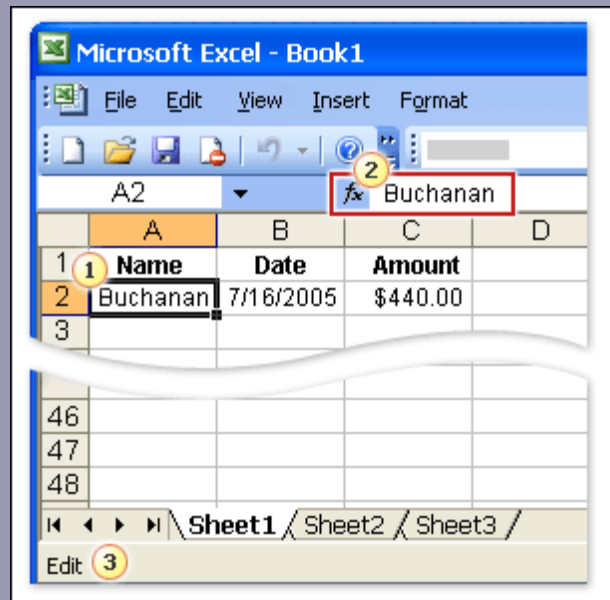 Microsoft Excel - Book1
File Edit View Insert Format
2
A2 fx Buchanan
A B C D
1 1 Name Date Amount
2 Buchanan 7/16/2005 $440.00
3
46
47
48
Sheet1 Sheet2 Sheet3
Edit 3